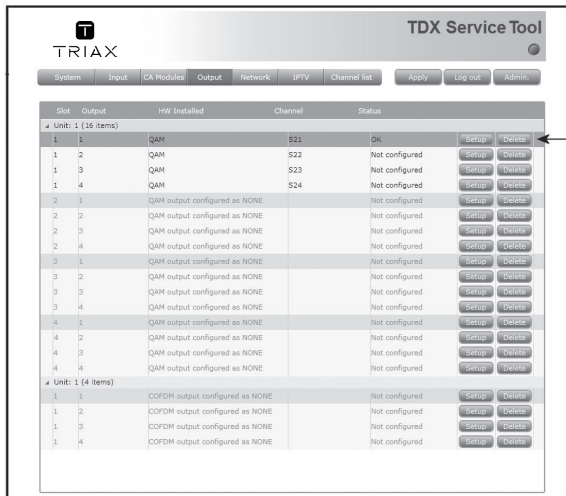 TDX Service Tool
TRIAX
System Input CA Modules Output Network IPTV Channel list Apply Log out Admin.
Slot Output HW Installed Channel Status
Unit: 1 (16 items)
1 1 QAM S21 OK Setup Delete
1 2 QAM S22 Not configured Setup Delete
1 3 QAM S23 Not configured Setup Delete
1 4 QAM S24 Not configured Setup Delete
2 1 QAM output configured as NONE Not configured Setup Delete
2 2 QAM output configured as NONE Not configured Setup Delete
2 3 QAM output configured as NONE Not configured Setup Delete
2 4 QAM output configured as NONE Not configured Setup Delete
3 1 QAM output configured as NONE Not configured Setup Delete
3 2 QAM output configured as NONE Not configured Setup Delete
3 3 QAM output configured as NONE Not configured Setup Delete
3 4 QAM output configured as NONE Not configured Setup Delete
4 1 QAM output configured as NONE Not configured Setup Delete
4 2 QAM output configured as NONE Not configured Setup Delete
4 3 QAM output configured as NONE Not configured Setup Delete
4 4 QAM output configured as NONE Not configured Setup Delete
Unit: 1 (4 items)
1 1 COFDM output configured as NONE Not configured Setup Delete
1 2 COFDM output configured as NONE Not configured Setup Delete
1 3 COFDM output configured as NONE Not configured Setup Delete
1 4 COFDM output configured as NONE Not configured Setup Delete